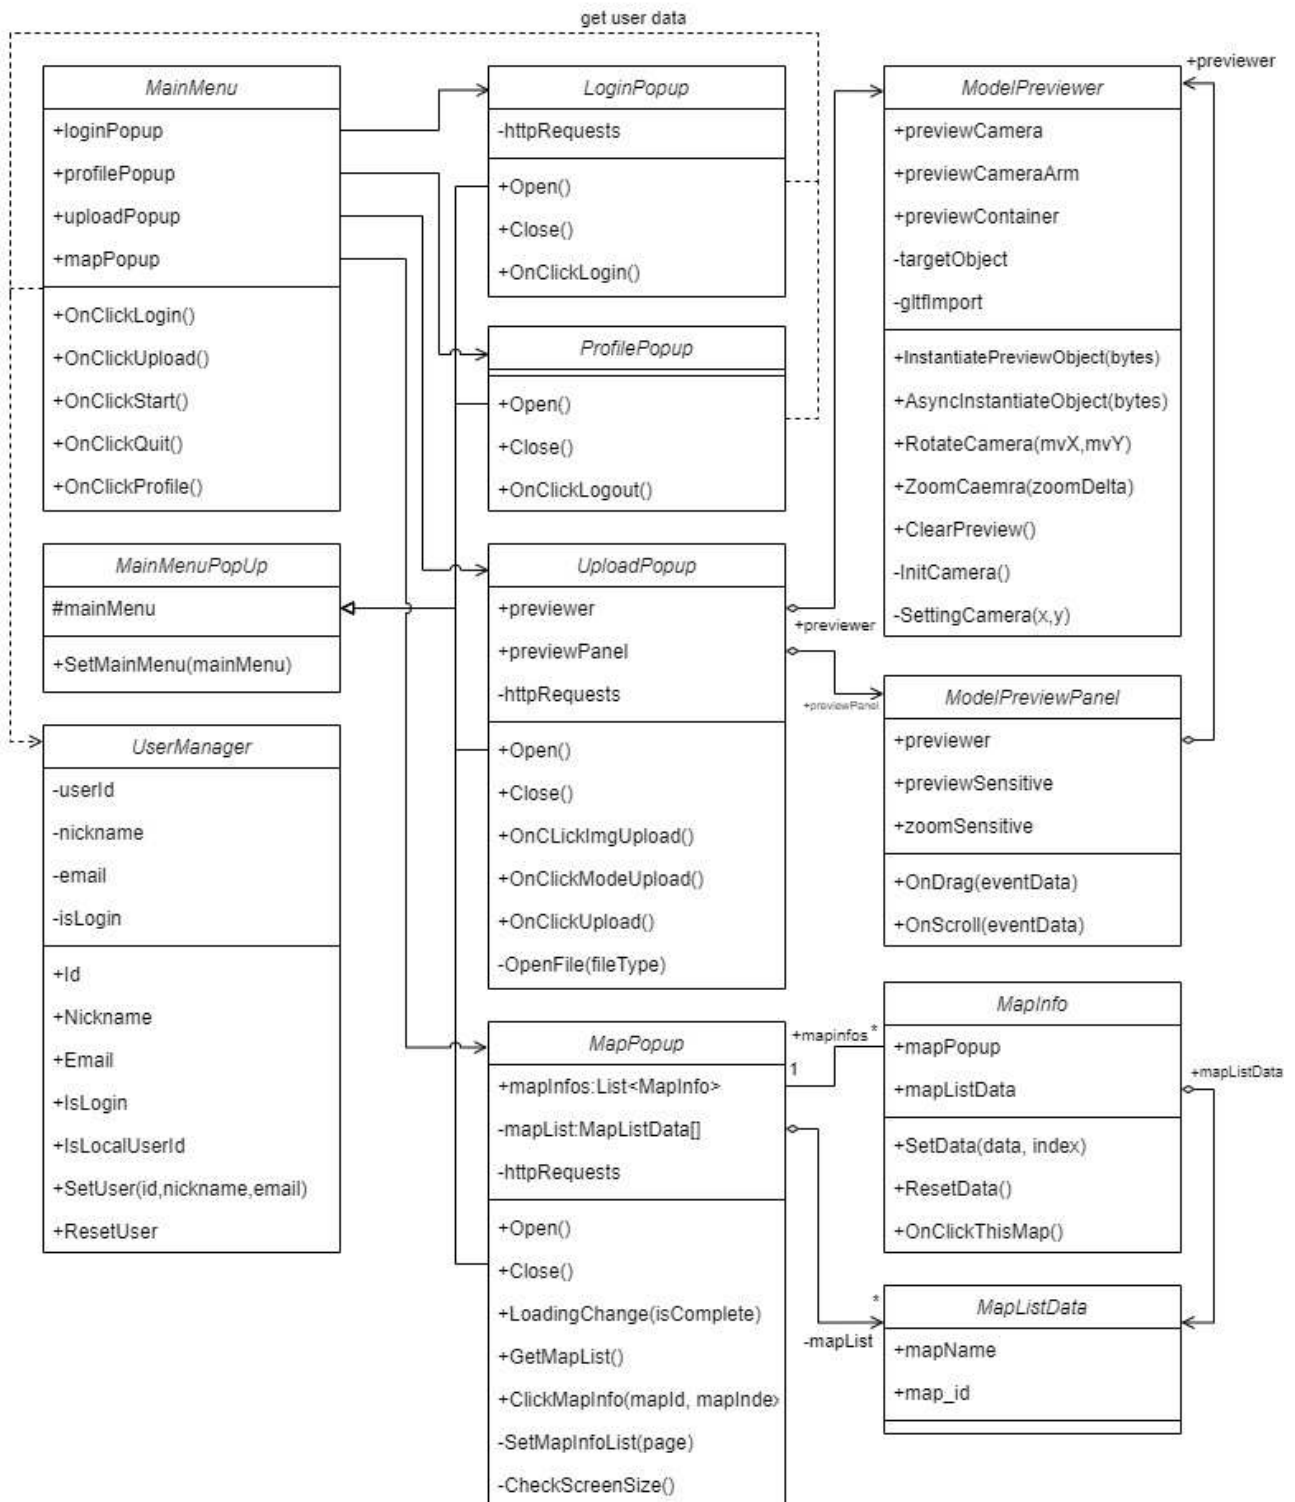 get user data
MainMenu
+loginPopup
+profilePopup
+uploadPopup
+mapPopup
+OnClickLogin()
+OnClickUpload()
+OnClickStart()
+OnClickQuit()
+OnClickProfile()
MainMenuPopUp
#mainMenu
+SetMainMenu(mainMenu)
UserManager
-userId
-nickname
-email
-isLogin
+Id
+Nickname
+Email
+IsLogin
+IsLocalUserId
+SetUser(id,nickname,email)
+ResetUser
LoginPopup
-httpRequests
+Open()
+Close()
+OnClickLogin()
ProfilePopup
+Open()
+Close()
+OnClickLogout()
UploadPopup
+previewer
+previewPanel
-httpRequests
+Open()
+Close()
+OnCLickImgUpload()
+OnClickModeUpload()
+OnClickUpload()
-OpenFile(fileType)
MapPopup
+mapInfos:List<MapInfo>
-mapList:MapListData[]
-httpRequests
+Open()
+Close()
+LoadingChange(isComplete)
+GetMapList()
+ClickMapInfo(mapId, mapInde
-SetMapInfoList(page)
-CheckScreenSize()
+previewer
+previewPanel
+mapinfos
*
1
*
-mapList
+previewer
ModelPreviewer
+previewCamera
+previewCameraArm
+previewContainer
-targetObject
-gltfImport
+InstantiatePreviewObject(bytes)
+AsyncInstantiateObject(bytes)
+RotateCamera(mvX,mvY)
+ZoomCaemra(zoomDelta)
+ClearPreview()
-InitCamera()
-SettingCamera(x,y)
ModelPreviewPanel
+previewer
+previewSensitive
+zoomSensitive
+OnDrag(eventData)
+OnScroll(eventData)
MapInfo
+mapPopup
+mapListData
+SetData(data, index)
+ResetData()
+OnClickThisMap()
+mapListData
MapListData
+mapName
+map_id